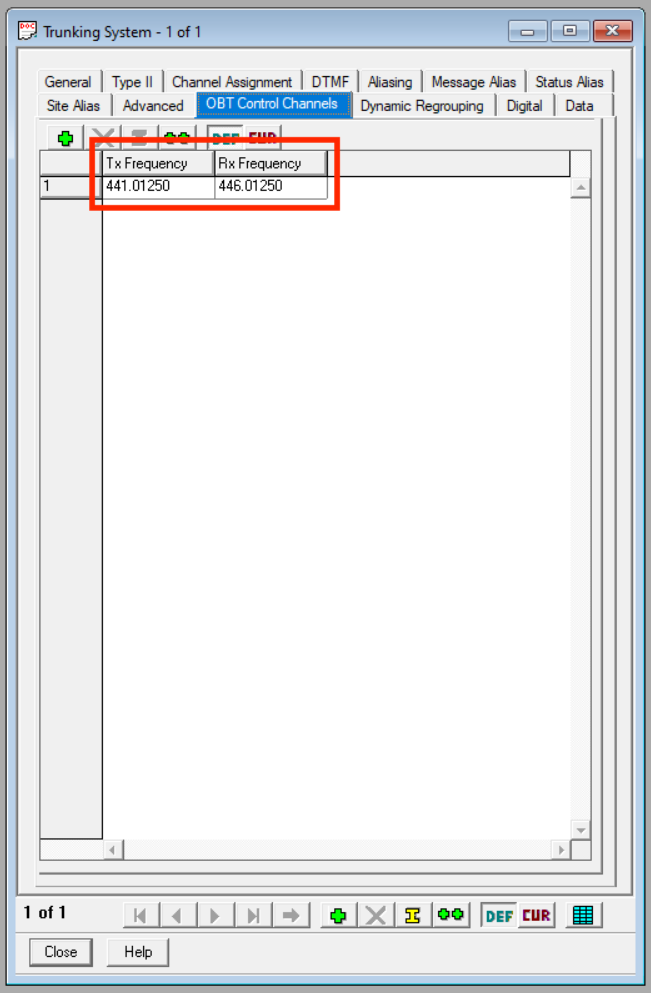 Trunking System - 1 of 1
General Type II Channel Assignment DTMF Aliasing Message Alias Status Alias
Site Alias Advanced OBT Control Channels Dynamic Regrouping Digital Data
DEF CUR
Tx Frequency Rx Frequency
1 441.01250 446.01250
1 of 1 DEF CUR
Close Help